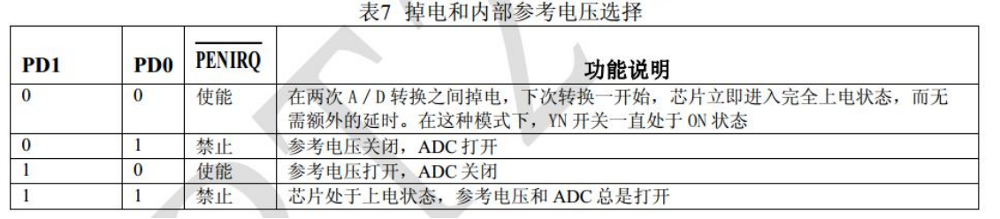 表7 掉电和内部参考电压选择
PD1 PD0 PENIRQ 功能说明
0 0 使能 在两次 A／D 转换之间掉电，下次转换一开始，芯片立即进入完全上电状态，而无
需额外的延时。在这种模式下，YN 开关一直处于 ON 状态
0 1 禁止 参考电压关闭，ADC 打开
1 0 使能 参考电压打开，ADC 关闭
1 1 禁止 芯片处于上电状态，参考电压和 ADC 总是打开